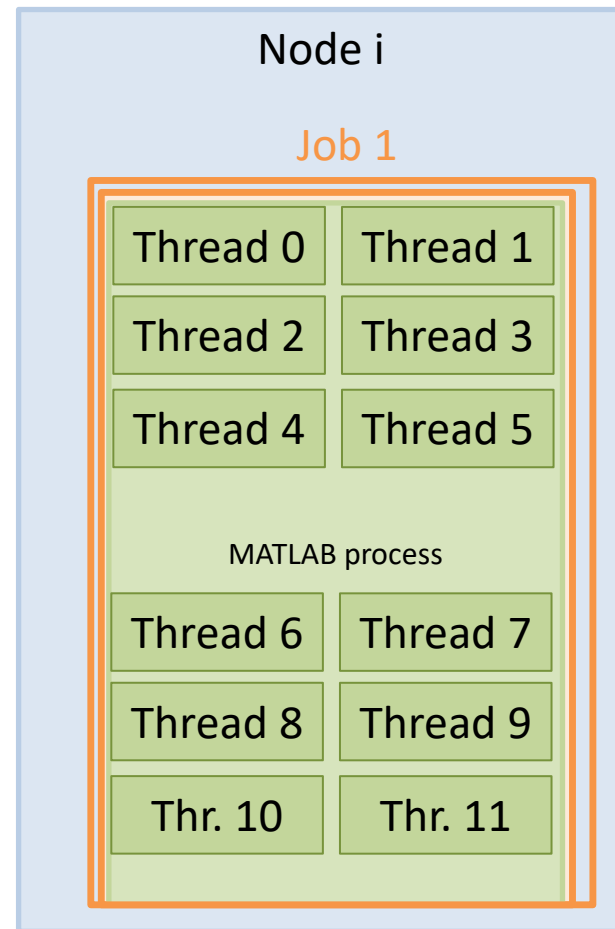 Node i
Job 1
Thread 0 Thread 1
Thread 2 Thread 3
Thread 4 Thread 5
MATLAB process
Thread 6 Thread 7
Thread 8 Thread 9
Thr. 10 Thr. 11